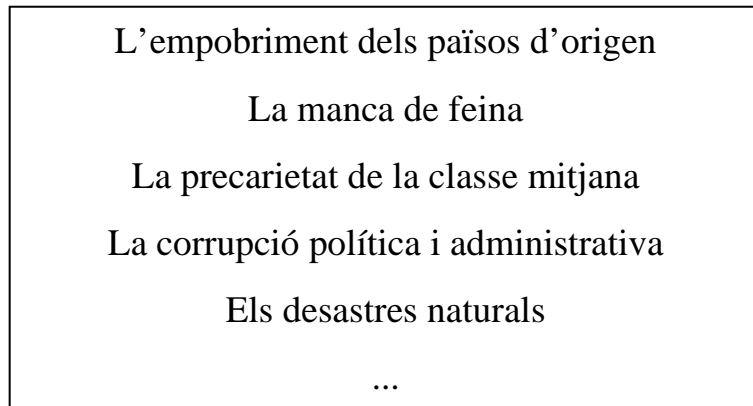 L’empobriment dels països d’origen
La manca de feina
La precarietat de la classe mitjana
La corrupció política i administrativa
Els desastres naturals
...